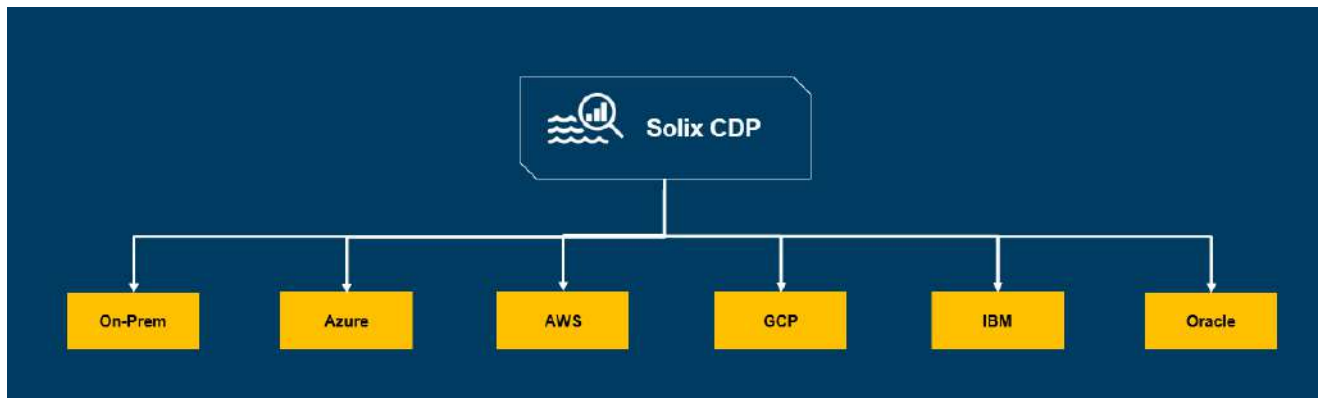 Solix CDP
On-Prem
Azure
AWS
GCP
IBM
Oracle